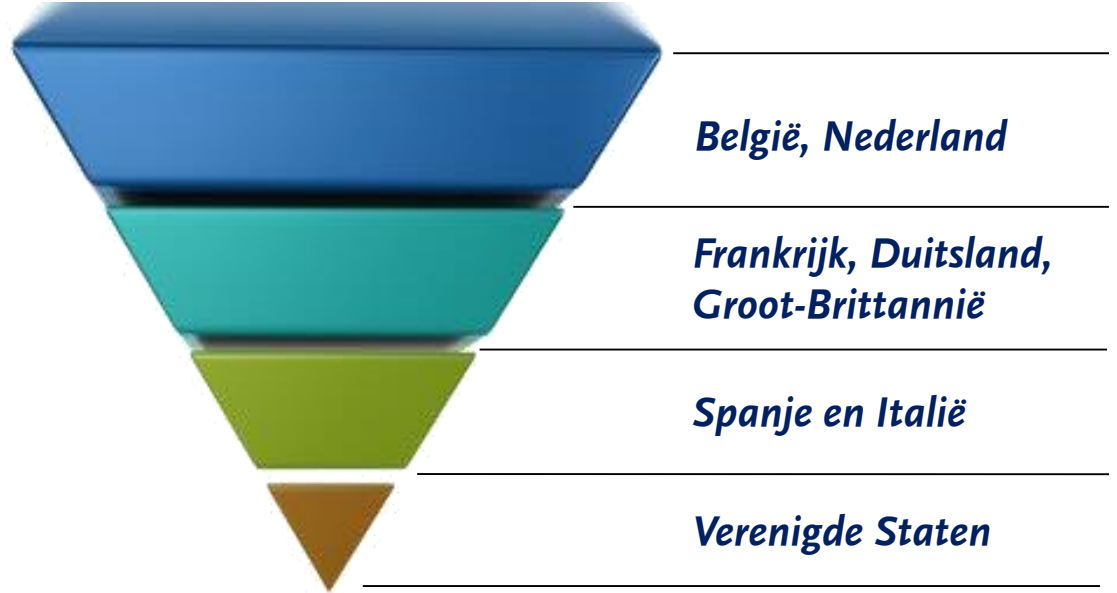 België, Nederland
Frankrijk, Duitsland,
Groot-Brittannië
Spanje en Italië
Verenigde Staten